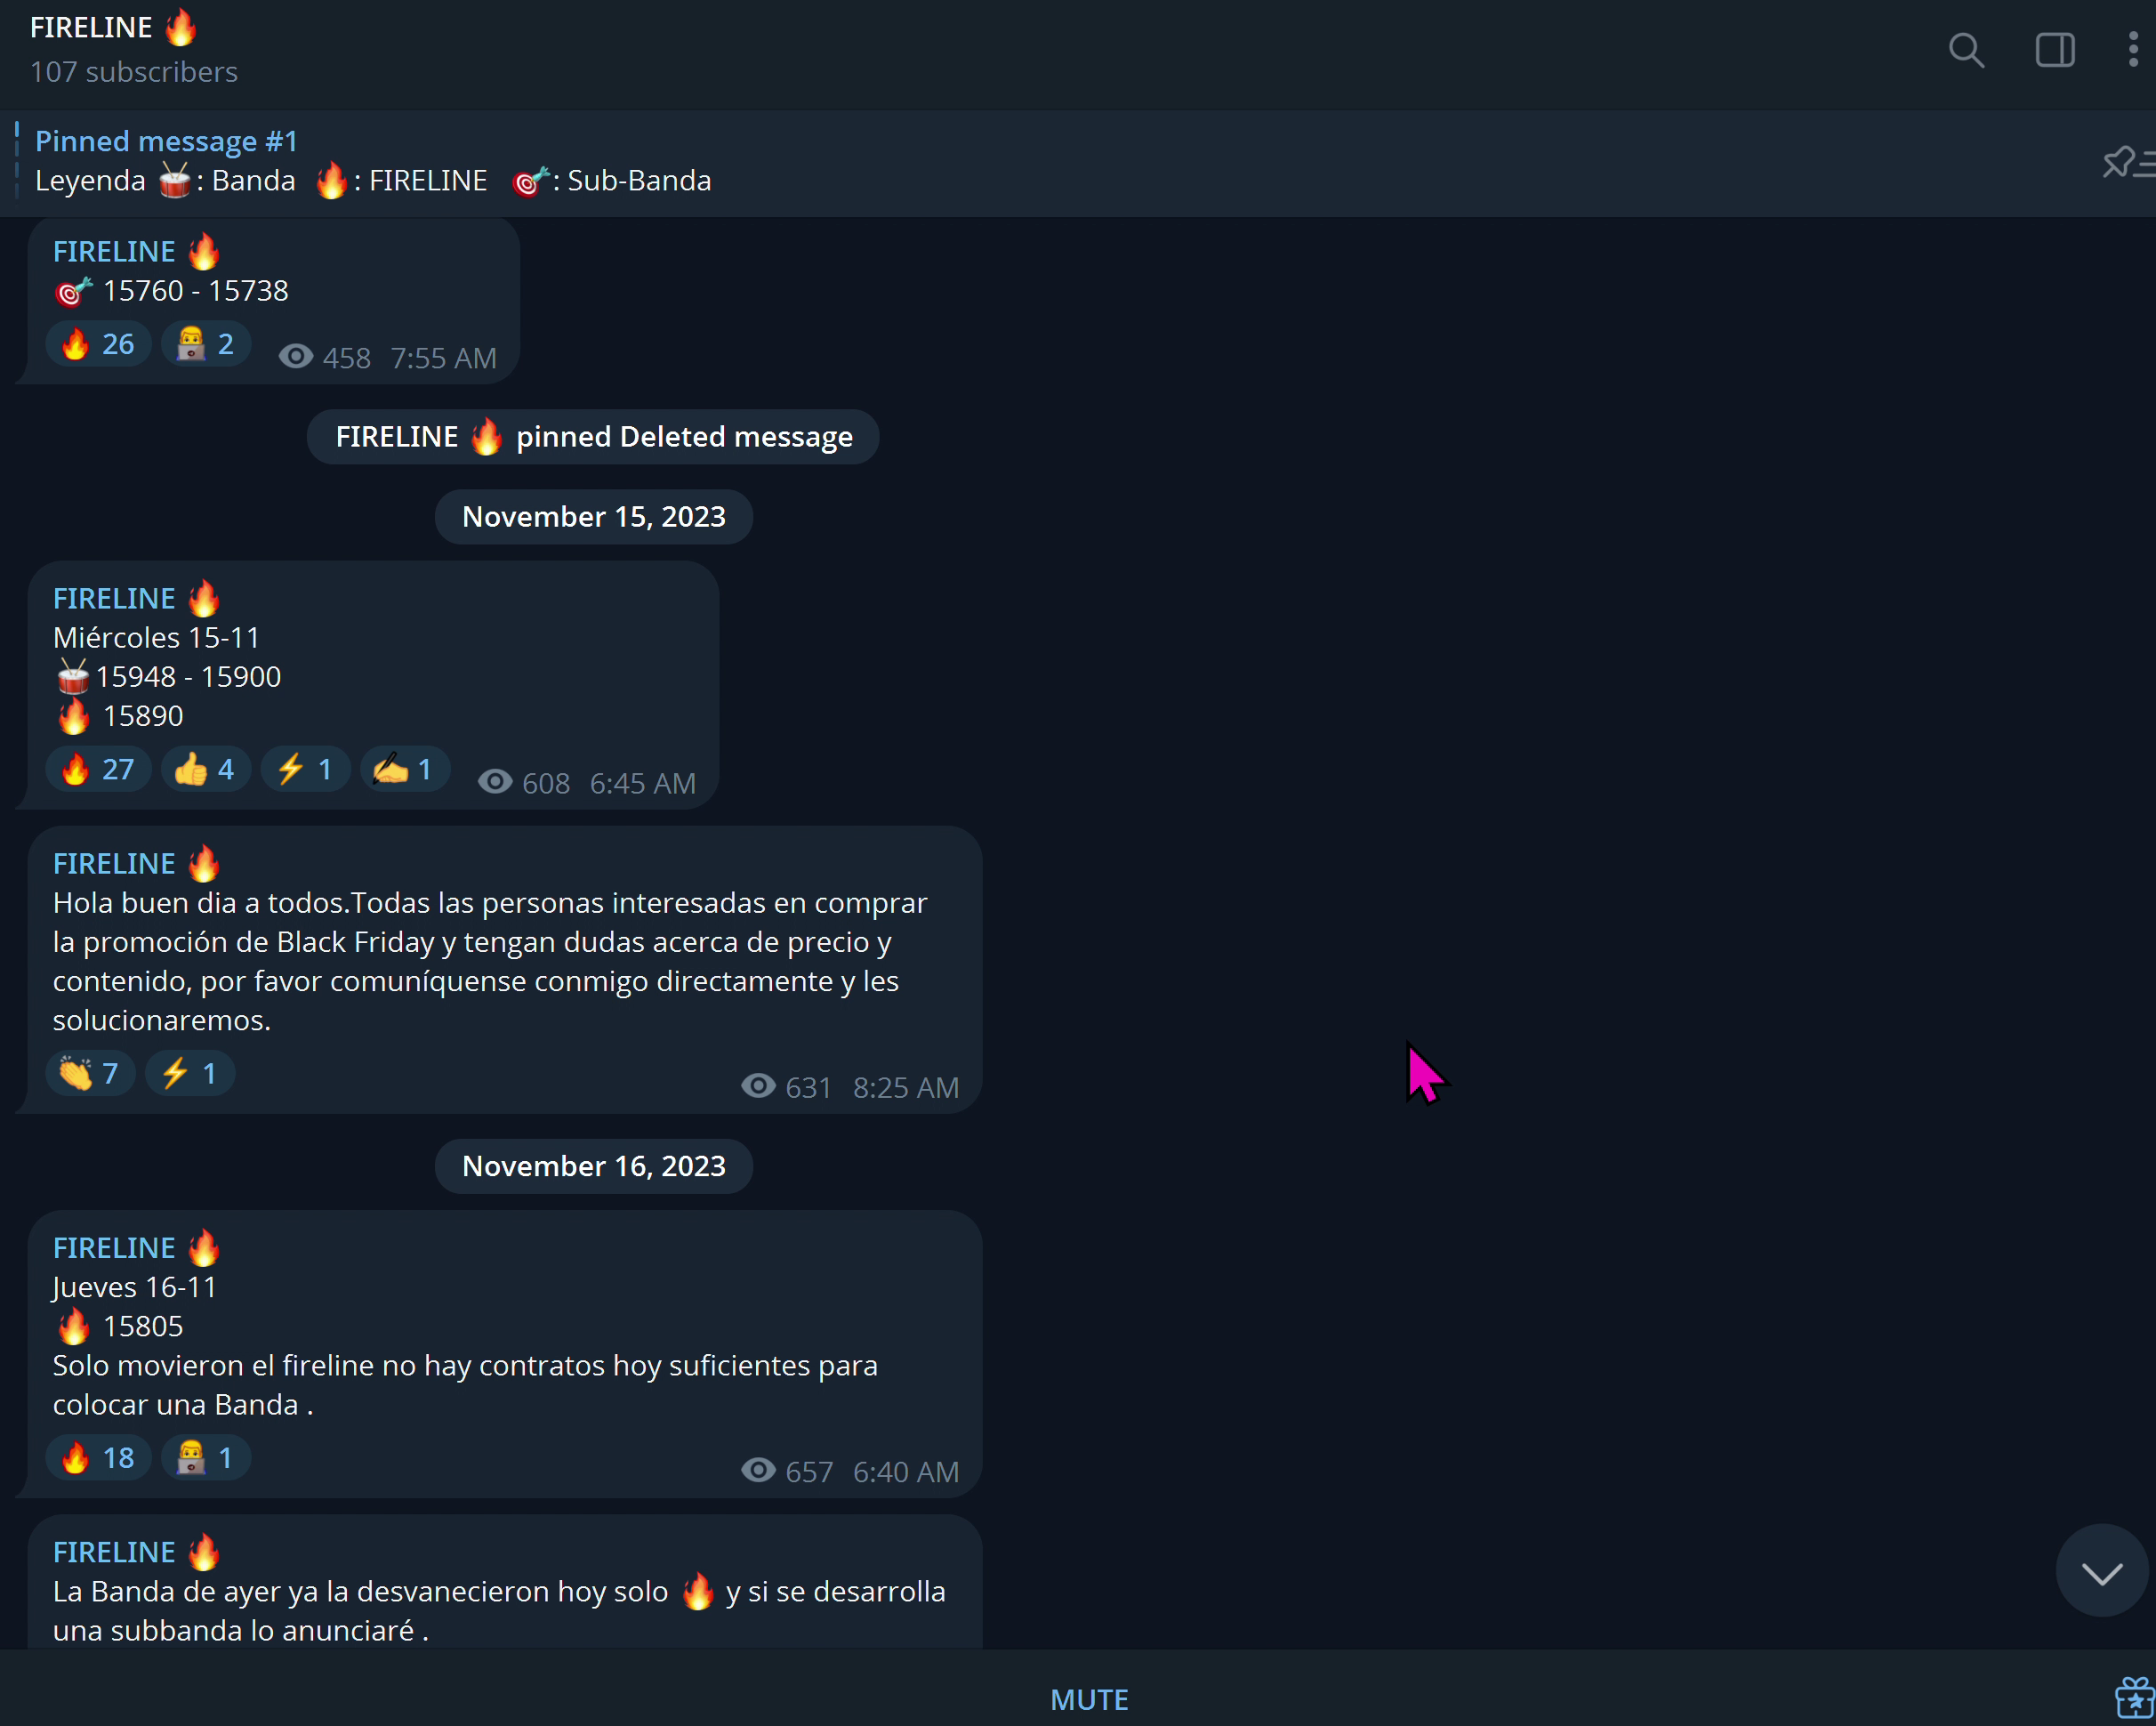 FIRELINE 🔥
107 subscribers
Pinned message #1
Leyenda 🥁: Banda 🔥: FIRELINE 🎯: Sub-Banda
FIRELINE 🔥
🎯 15760 - 15738
🔥 26 👨‍💻 2 458 7:55 AM
FIRELINE 🔥 pinned Deleted message
November 15, 2023
FIRELINE 🔥
Miércoles 15-11
🥁15948 - 15900
🔥 15890
🔥 27 👍 4 ⚡ 1 ✍ 1 608 6:45 AM
FIRELINE 🔥
Hola buen dia a todos.Todas las personas interesadas en comprar
la promoción de Black Friday y tengan dudas acerca de precio y
contenido, por favor comuníquense conmigo directamente y les
solucionaremos.
👏 7 ⚡ 1 631 8:25 AM
November 16, 2023
FIRELINE 🔥
Jueves 16-11
🔥 15805
Solo movieron el fireline no hay contratos hoy suficientes para
colocar una Banda .
🔥 18 👨‍💻 1 657 6:40 AM
FIRELINE 🔥
La Banda de ayer ya la desvanecieron hoy solo 🔥 y si se desarrolla
una subbanda lo anunciaré .
MUTE